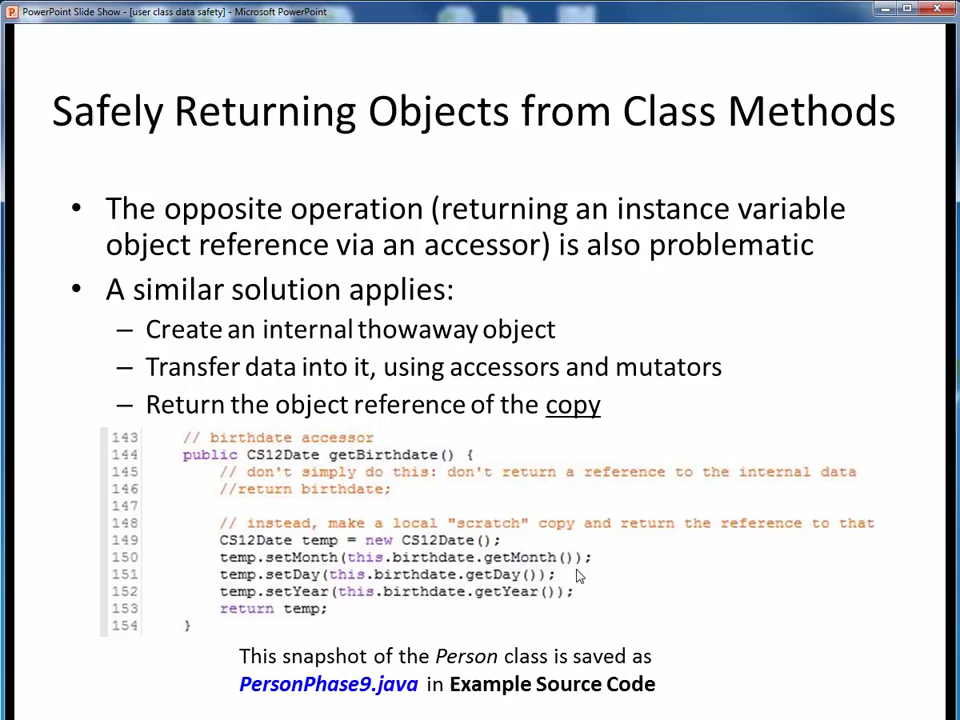 PowerPoint Slide Show - [user class data safety] - Microsoft PowerPoint
Safely Returning Objects from Class Methods
• The opposite operation (returning an instance variable
object reference via an accessor) is also problematic
• A similar solution applies:
– Create an internal thowaway object
– Transfer data into it, using accessors and mutators
– Return the object reference of the copy
143 // birthdate accessor
144 public CS12Date getBirthdate() {
145 // don't simply do this: don't return a reference to the internal data
146 //return birthdate;
147
148 // instead, make a local "scratch" copy and return the reference to that
149 CS12Date temp = new CS12Date();
150 temp.setMonth(this.birthdate.getMonth());
151 temp.setDay(this.birthdate.getDay());
152 temp.setYear(this.birthdate.getYear());
153 return temp;
154 }
This snapshot of the Person class is saved as
PersonPhase9.java in Example Source Code